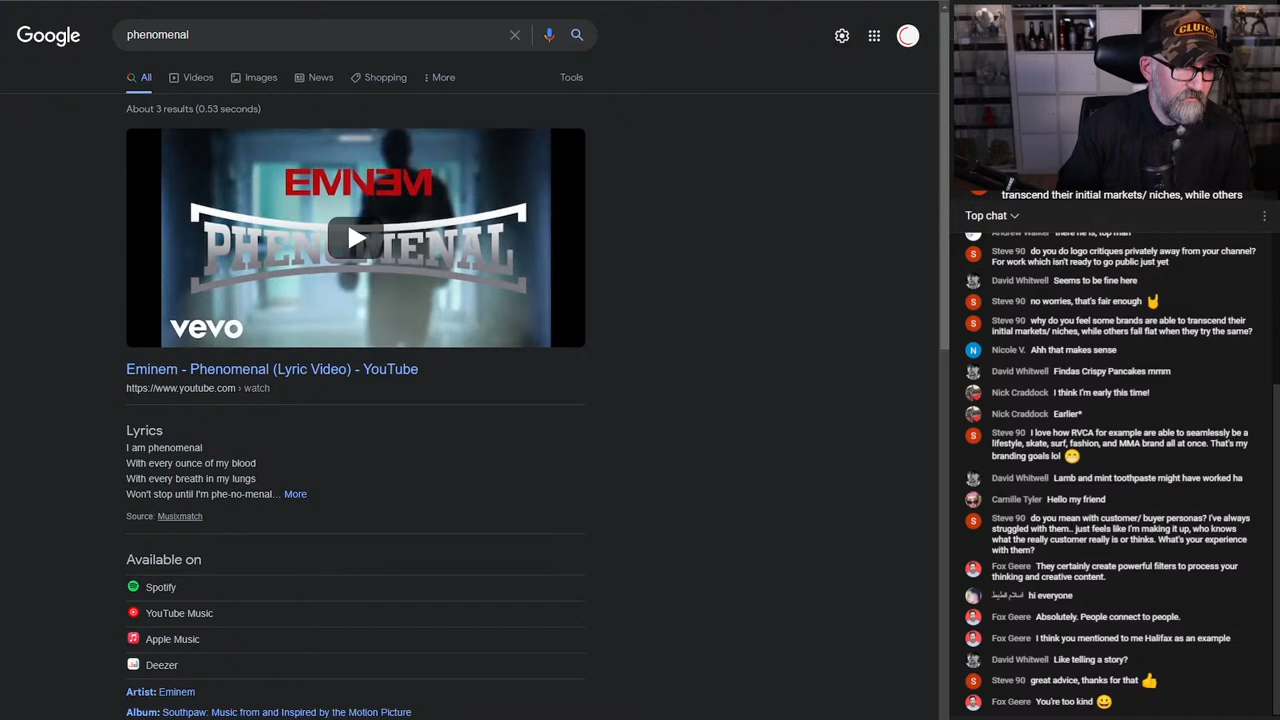 Google
phenomenal
All
Videos
Images
News
Shopping
More
Tools
About 3 results (0.53 seconds)
EMINEM
PHENOMENAL
vevo
Eminem - Phenomenal (Lyric Video) - YouTube
https://www.youtube.com › watch
Lyrics
I am phenomenal
With every ounce of my blood
With every breath in my lungs
Won't stop until I'm phe-no-menal… More
Source: Musixmatch
Available on
Spotify
YouTube Music
Apple Music
Deezer
Artist: Eminem
Album: Southpaw: Music from and Inspired by the Motion Picture
CLUTCH
transcend their initial markets/ niches, while others
Top chat
Andrew Walker there he is, top man
Steve 90 do you do logo critiques privately away from your channel?
For work which isn't ready to go public just yet
David Whitwell Seems to be fine here
Steve 90 no worries, that's fair enough 🤘
Steve 90 why do you feel some brands are able to transcend their
initial markets/ niches, while others fall flat when they try the same?
Nicole V. Ahh that makes sense
David Whitwell Findas Crispy Pancakes mmm
Nick Craddock I think I'm early this time!
Nick Craddock Earlier*
Steve 90 I love how RVCA for example are able to seamlessly be a
lifestyle, skate, surf, fashion, and MMA brand all at once. That's my
branding goals lol 😁
David Whitwell Lamb and mint toothpaste might have worked ha
Camille Tyler Hello my friend
Steve 90 do you mean with customer/ buyer personas? I've always
struggled with them.. just feels like I'm making it up, who knows
what the really customer really is or thinks. What's your experience
with them?
Fox Geere They certainly create powerful filters to process your
thinking and creative content.
hi everyone
Fox Geere Absolutely. People connect to people.
Fox Geere I think you mentioned to me Halifax as an example
David Whitwell Like telling a story?
Steve 90 great advice, thanks for that 👍
Fox Geere You're too kind 😀